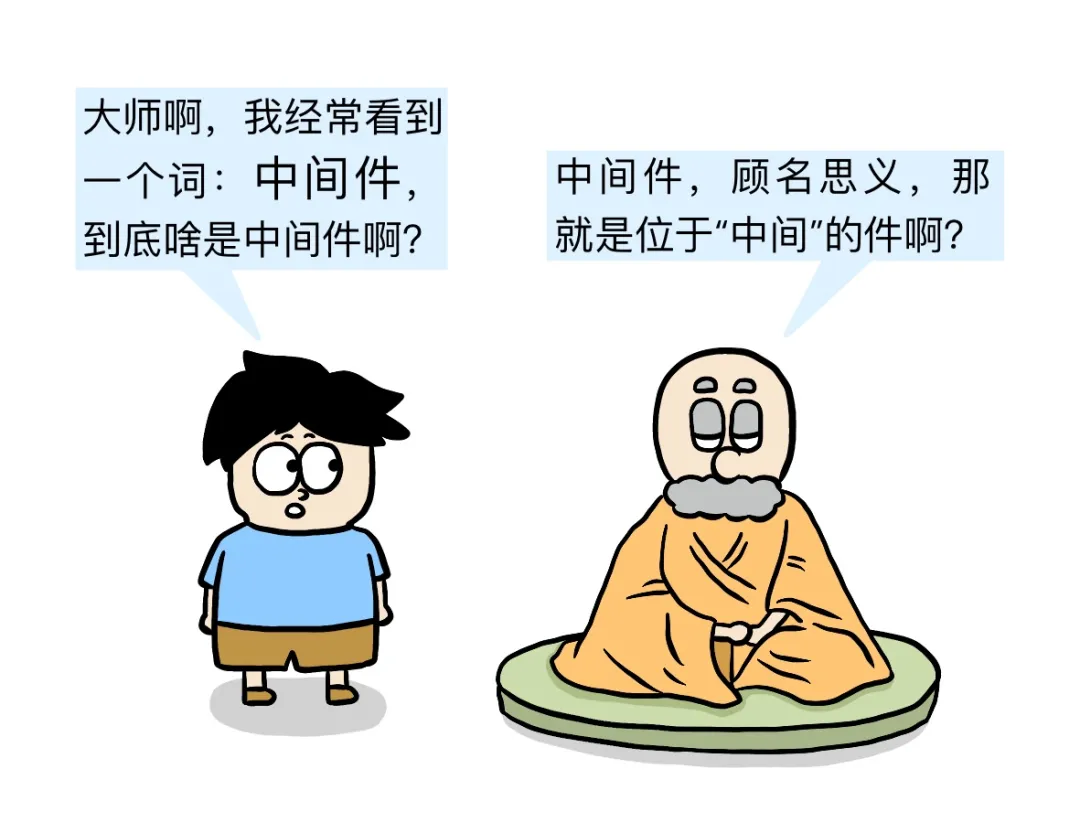 大师啊，我经常看到
一个词：中间件，
到底啥是中间件啊？
中间件，顾名思义，那
就是位于“中间”的件啊？